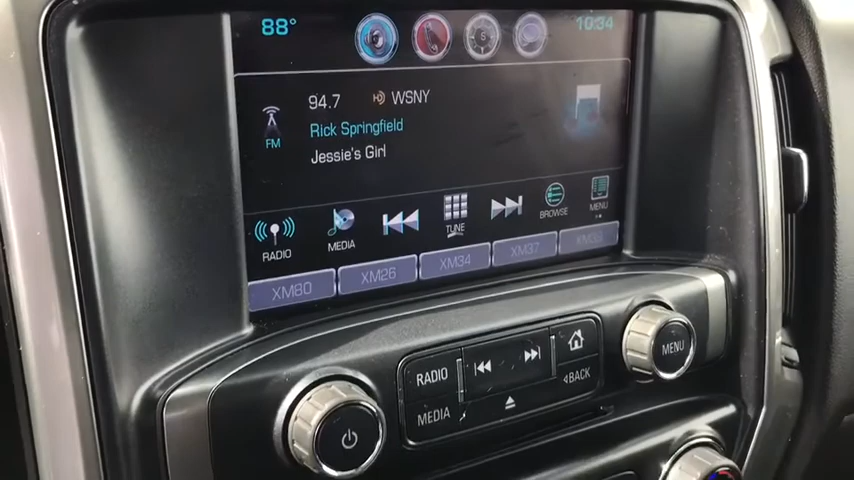 88° 10:34
94.7 HD WSNY
Rick Springfield
FM
Jessie's Girl
RADIO MEDIA TUNE BROWSE MENU
XM80 XM26 XM34 XM37
RADIO
MEDIA
BACK
MENU